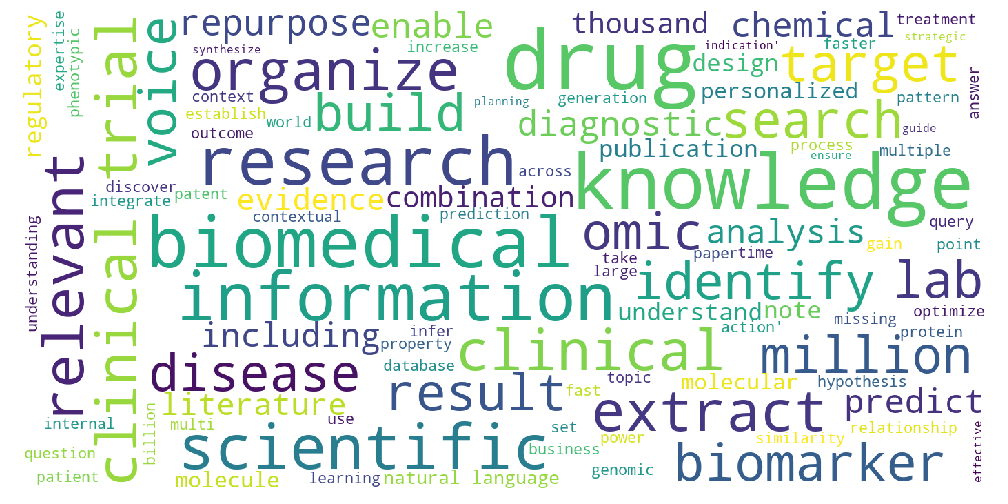 repurpose
enable
thousand
chemical
treatment
regulatory
expertise
phenotypic
clinical trial
voice
synthesize
increase
drug
indication'
faster
strategic
organize
context
design
target
personalized
pattern
answer
establish
world
build
planning
generation
outcome
diagnostic
search
guide
research
publication
process
ensure
multiple
relevant
across
discover
integrate
patent
evidence
combination
knowledge
contextual
prediction
biomedical
omic
analysis
query
understanding
paper
time
gain
point
take
large
information
identify
lab
understand
note
action'
missing
optimize
including
infer
property
protein
clinical
million
database
disease
result
fast
topic
molecular
hypothesis
literature
extract
predict
internal
billion
multi
use
set
power
similarity
relationship
scientific
business
question
patient
molecule
learning
natural language
genomic
biomarker
effective